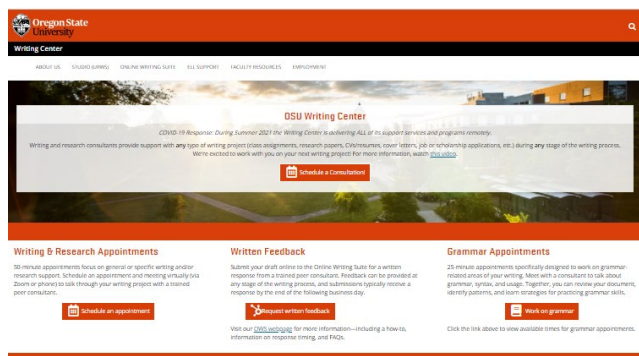 Oregon State
University
Writing Center
ABOUT US STUDIO (URWS) ONLINE WRITING SUITE ELL SUPPORT FACULTY RESOURCES EMPLOYMENT
OSU Writing Center
COVID-19 Response: During Summer 2021 the Writing Center is delivering ALL of its support services and programs remotely.
Writing and research consultants provide support with any type of writing project (class assignments, research papers, CVs/resumes, cover letters, job or scholarship applications, etc.) during any stage of the writing process.
We're excited to work with you on your next writing project! For more information, watch this video.
Schedule a Consultation!
Writing & Research Appointments
50-minute appointments focus on general or specific writing and/or
research support. Schedule an appointment and meeting virtually (via
Zoom or phone) to talk through your writing project with a trained
peer consultant.
Schedule an appointment
Written Feedback
Submit your draft online to the Online Writing Suite for a written
response from a trained peer consultant. Feedback can be provided at
any stage of the writing process, and submissions typically receive a
response by the end of the following business day.
Request written feedback
Visit our OWS webpage for more information—including a how-to,
information on response timing, and FAQs.
Grammar Appointments
25-minute appointments specifically designed to work on grammar-
related areas of your writing. Meet with a consultant to talk about
grammar, syntax, and usage. Together, you can review your document,
identify patterns, and learn strategies for practicing grammar skills.
Work on grammar
Click the link above to view available times for grammar appointments.